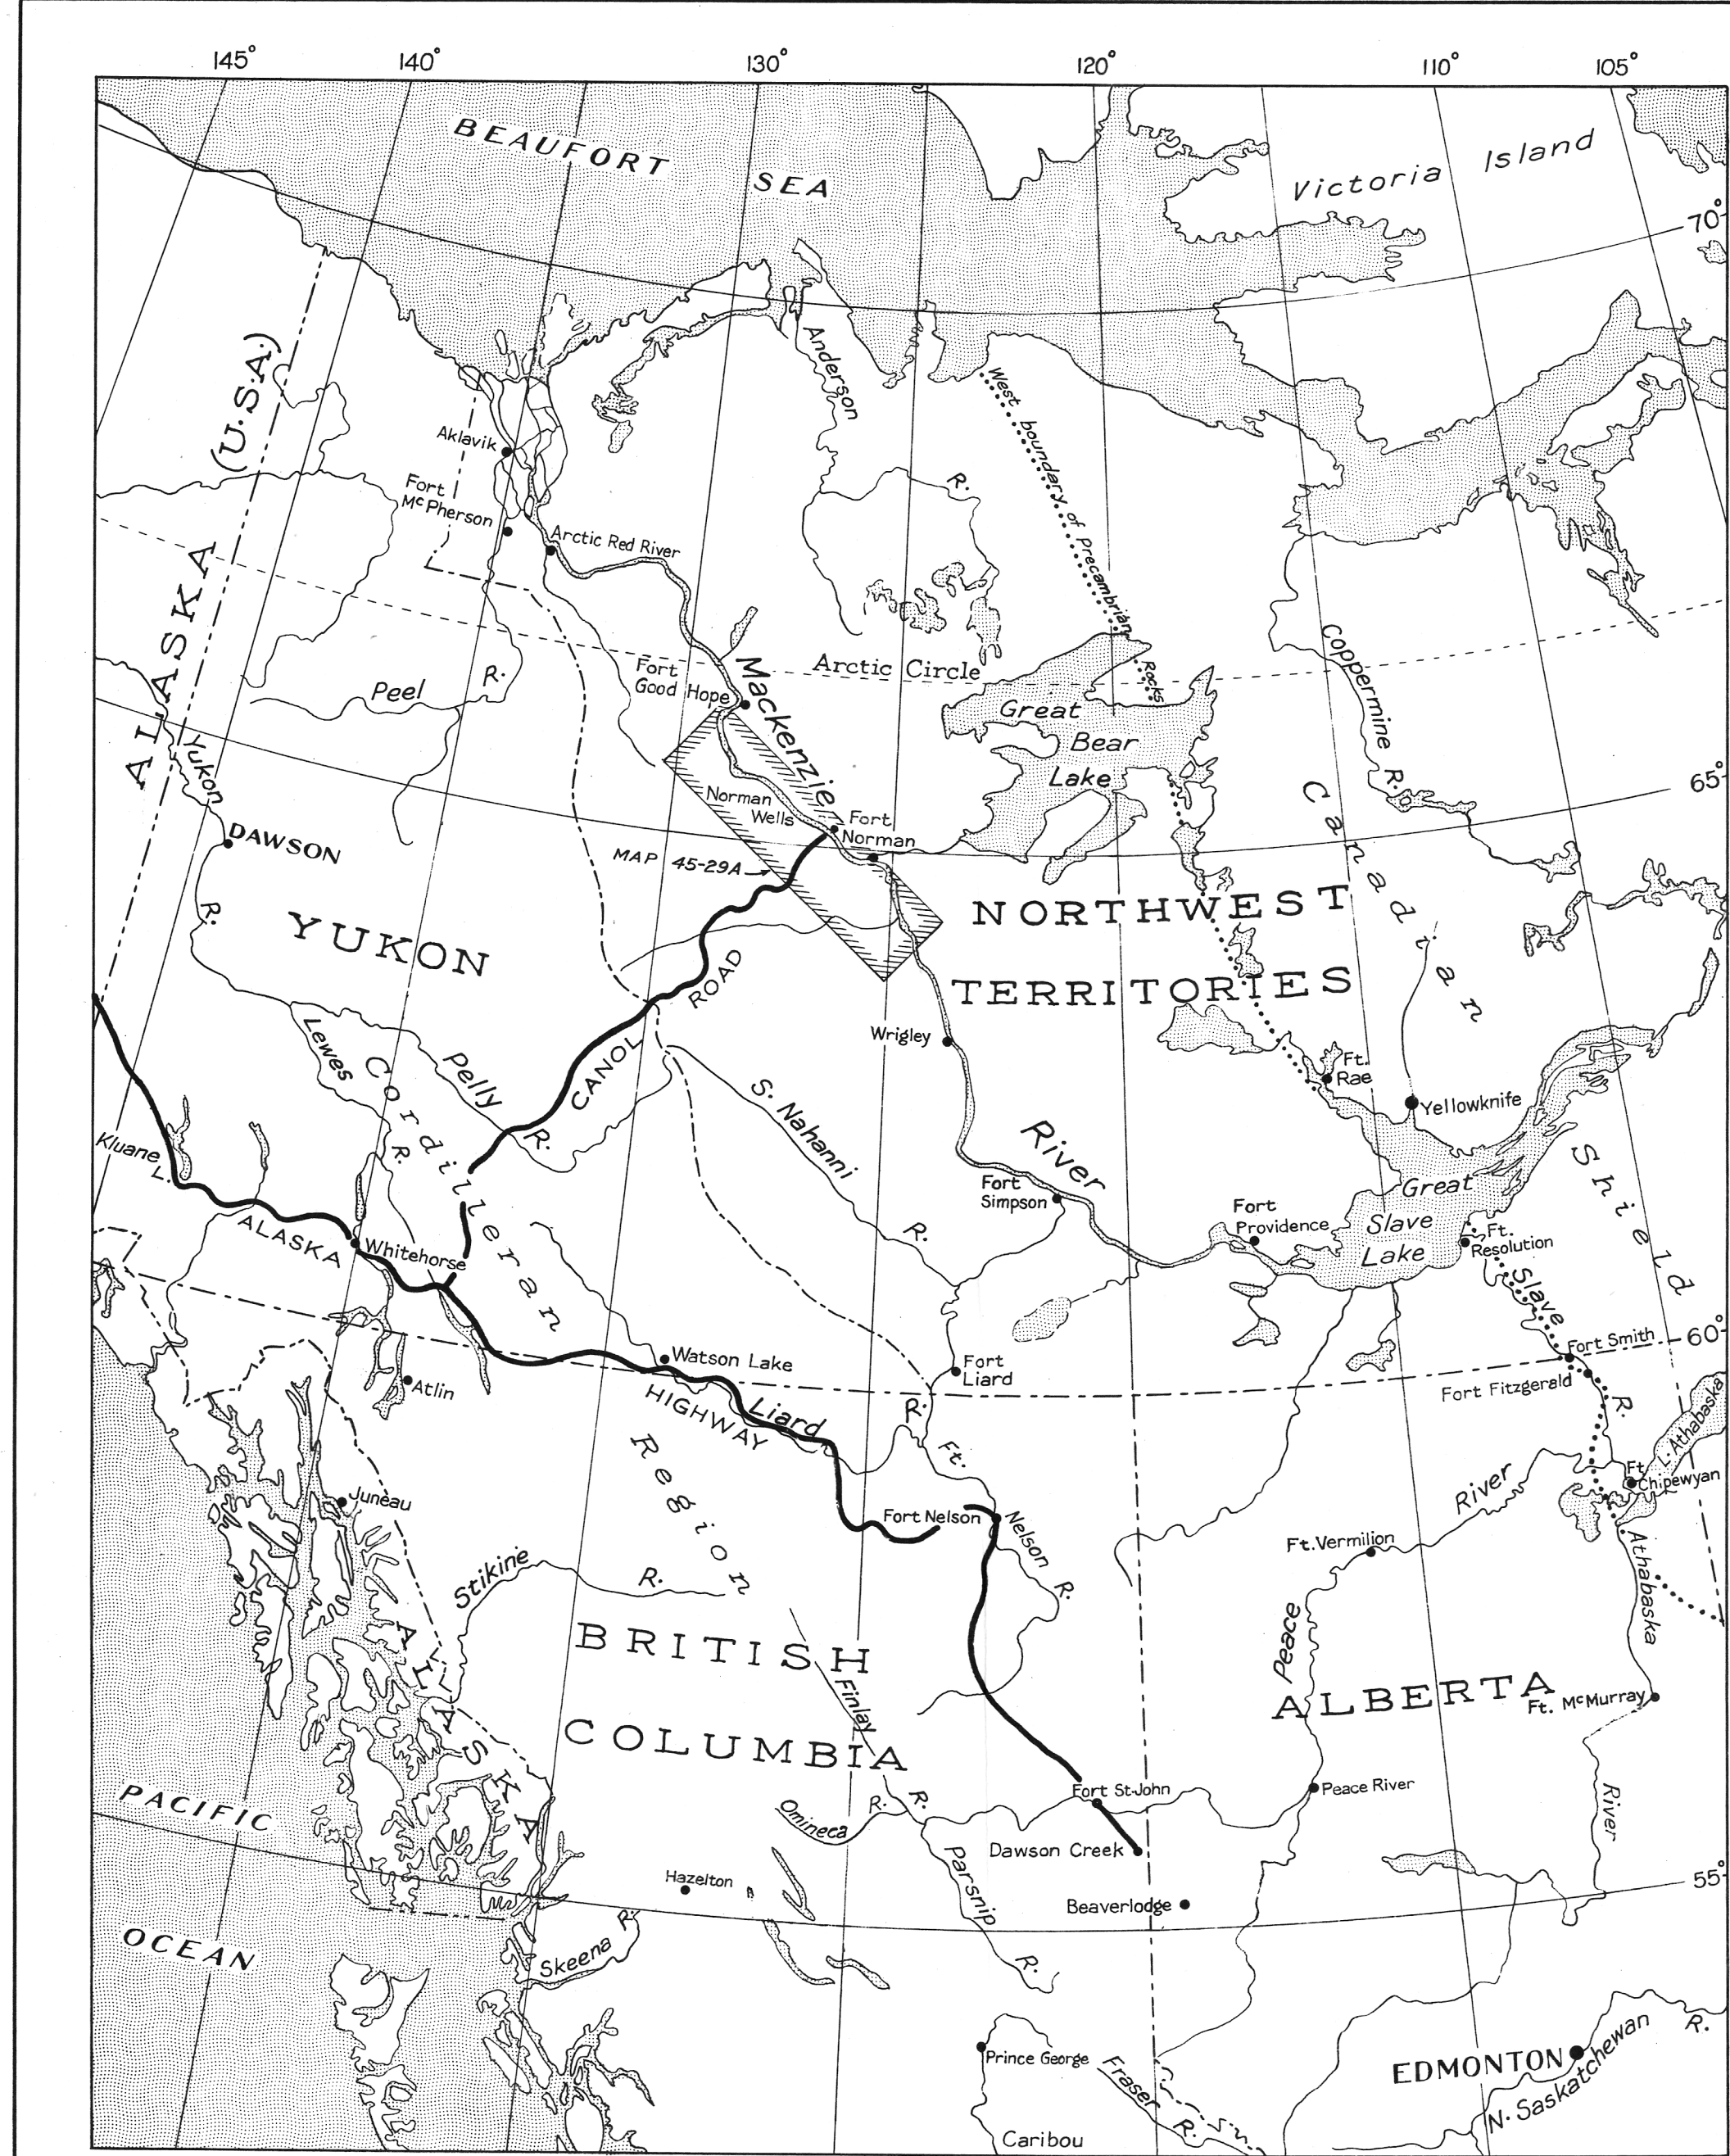 145°
140°
130°
120°
110°
105°
BEAUFORT
SEA
Victoria Island
70°
ALASKA (U.S.A.)
Anderson
R.
West boundary of Precambrian Rocks
Aklavik
Fort
McPherson
Arctic Red River
Coppermine
R.
Fort
Good Hope
Arctic Circle
Mackenzie
Peel
R.
Great
Bear
Lake
65°
Yukon
R.
DAWSON
Norman
Wells
Fort
Norman
MAP 45-29A
Canadian
Shield
YUKON
NORTHWEST
TERRITORIES
CANOL
ROAD
Wrigley
Lewes
R.
Pelly
R.
Cordilleran
Region
S. Nahanni
R.
Ft.
Rae
Yellowknife
River
Kluane
L.
Fort
Simpson
Great
Slave
Lake
Fort
Providence
ALASKA
Whitehorse
Ft.
Resolution
Slave
R.
Fort Smith
60°
Watson Lake
Fort
Liard
Fort Fitzgerald
Atlin
HIGHWAY
Liard
R.
Ft.
Nelson
R.
L. Athabaska
Juneau
Fort Nelson
River
Ft.
Chipewyan
Ft. Vermilion
Stikine
R.
Athabaska
Peace
ALASKA
BRITISH
COLUMBIA
Finlay
R.
ALBERTA
Ft. McMurray
PACIFIC
OCEAN
Fort St·John
Peace River
River
Omineca
R.
Dawson Creek
Parsnip
R.
55°
Hazelton
Beaverlodge
Skeena R.
Prince George
Fraser
R.
EDMONTON
N. Saskatchewan
R.
Caribou